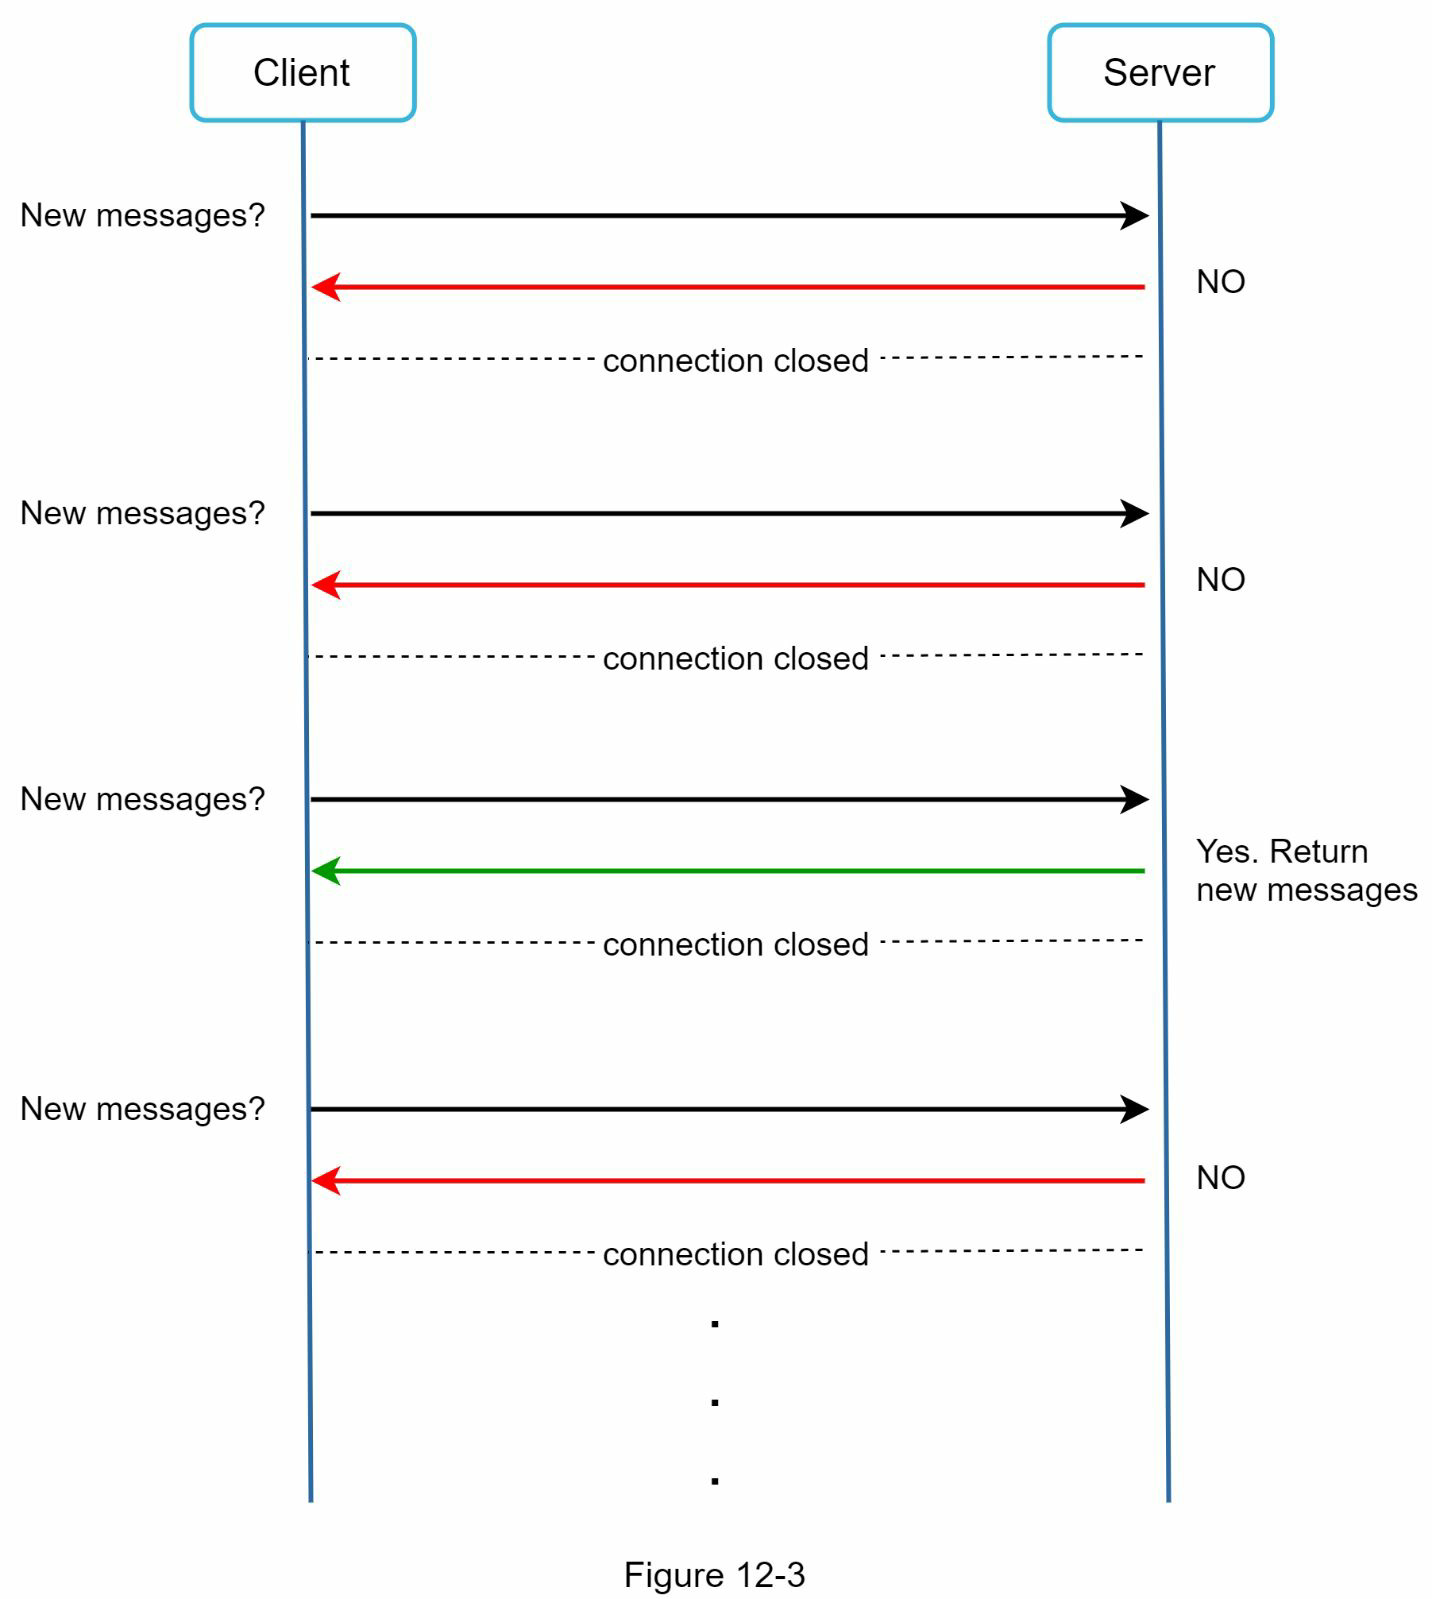 Client
Server
New messages?
NO
connection closed
New messages?
NO
connection closed
New messages?
Yes. Return
new messages
connection closed
New messages?
NO
connection closed
Figure 12-3